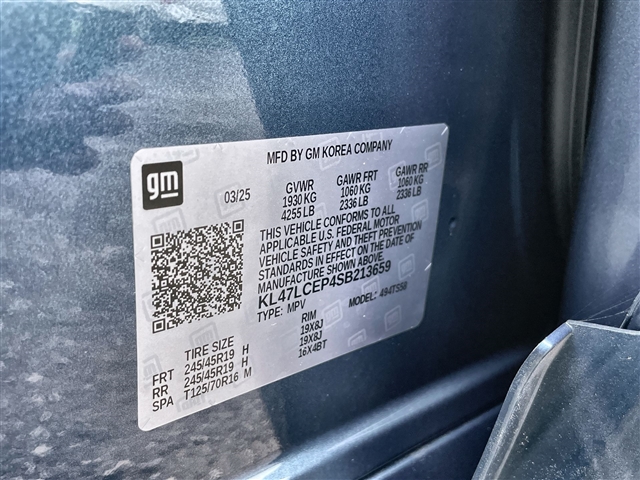 MFD BY GM KOREA COMPANY
gm
03/25
GVWR GAWR FRT GAWR RR
1930 KG 1060 KG 1060 KG
4255 LB 2336 LB 2336 LB
THIS VEHICLE CONFORMS TO ALL
APPLICABLE U.S. FEDERAL MOTOR
VEHICLE SAFETY AND THEFT PREVENTION
STANDARDS IN EFFECT ON THE DATE OF
MANUFACTURE SHOWN ABOVE.
KL47LCEP4SB213659
TYPE: MPV MODEL: 494TS58
TIRE SIZE RIM
FRT 245/45R19 H 19X8J
RR 245/45R19 H 19X8J
SPA T125/70R16 M 16X4BT